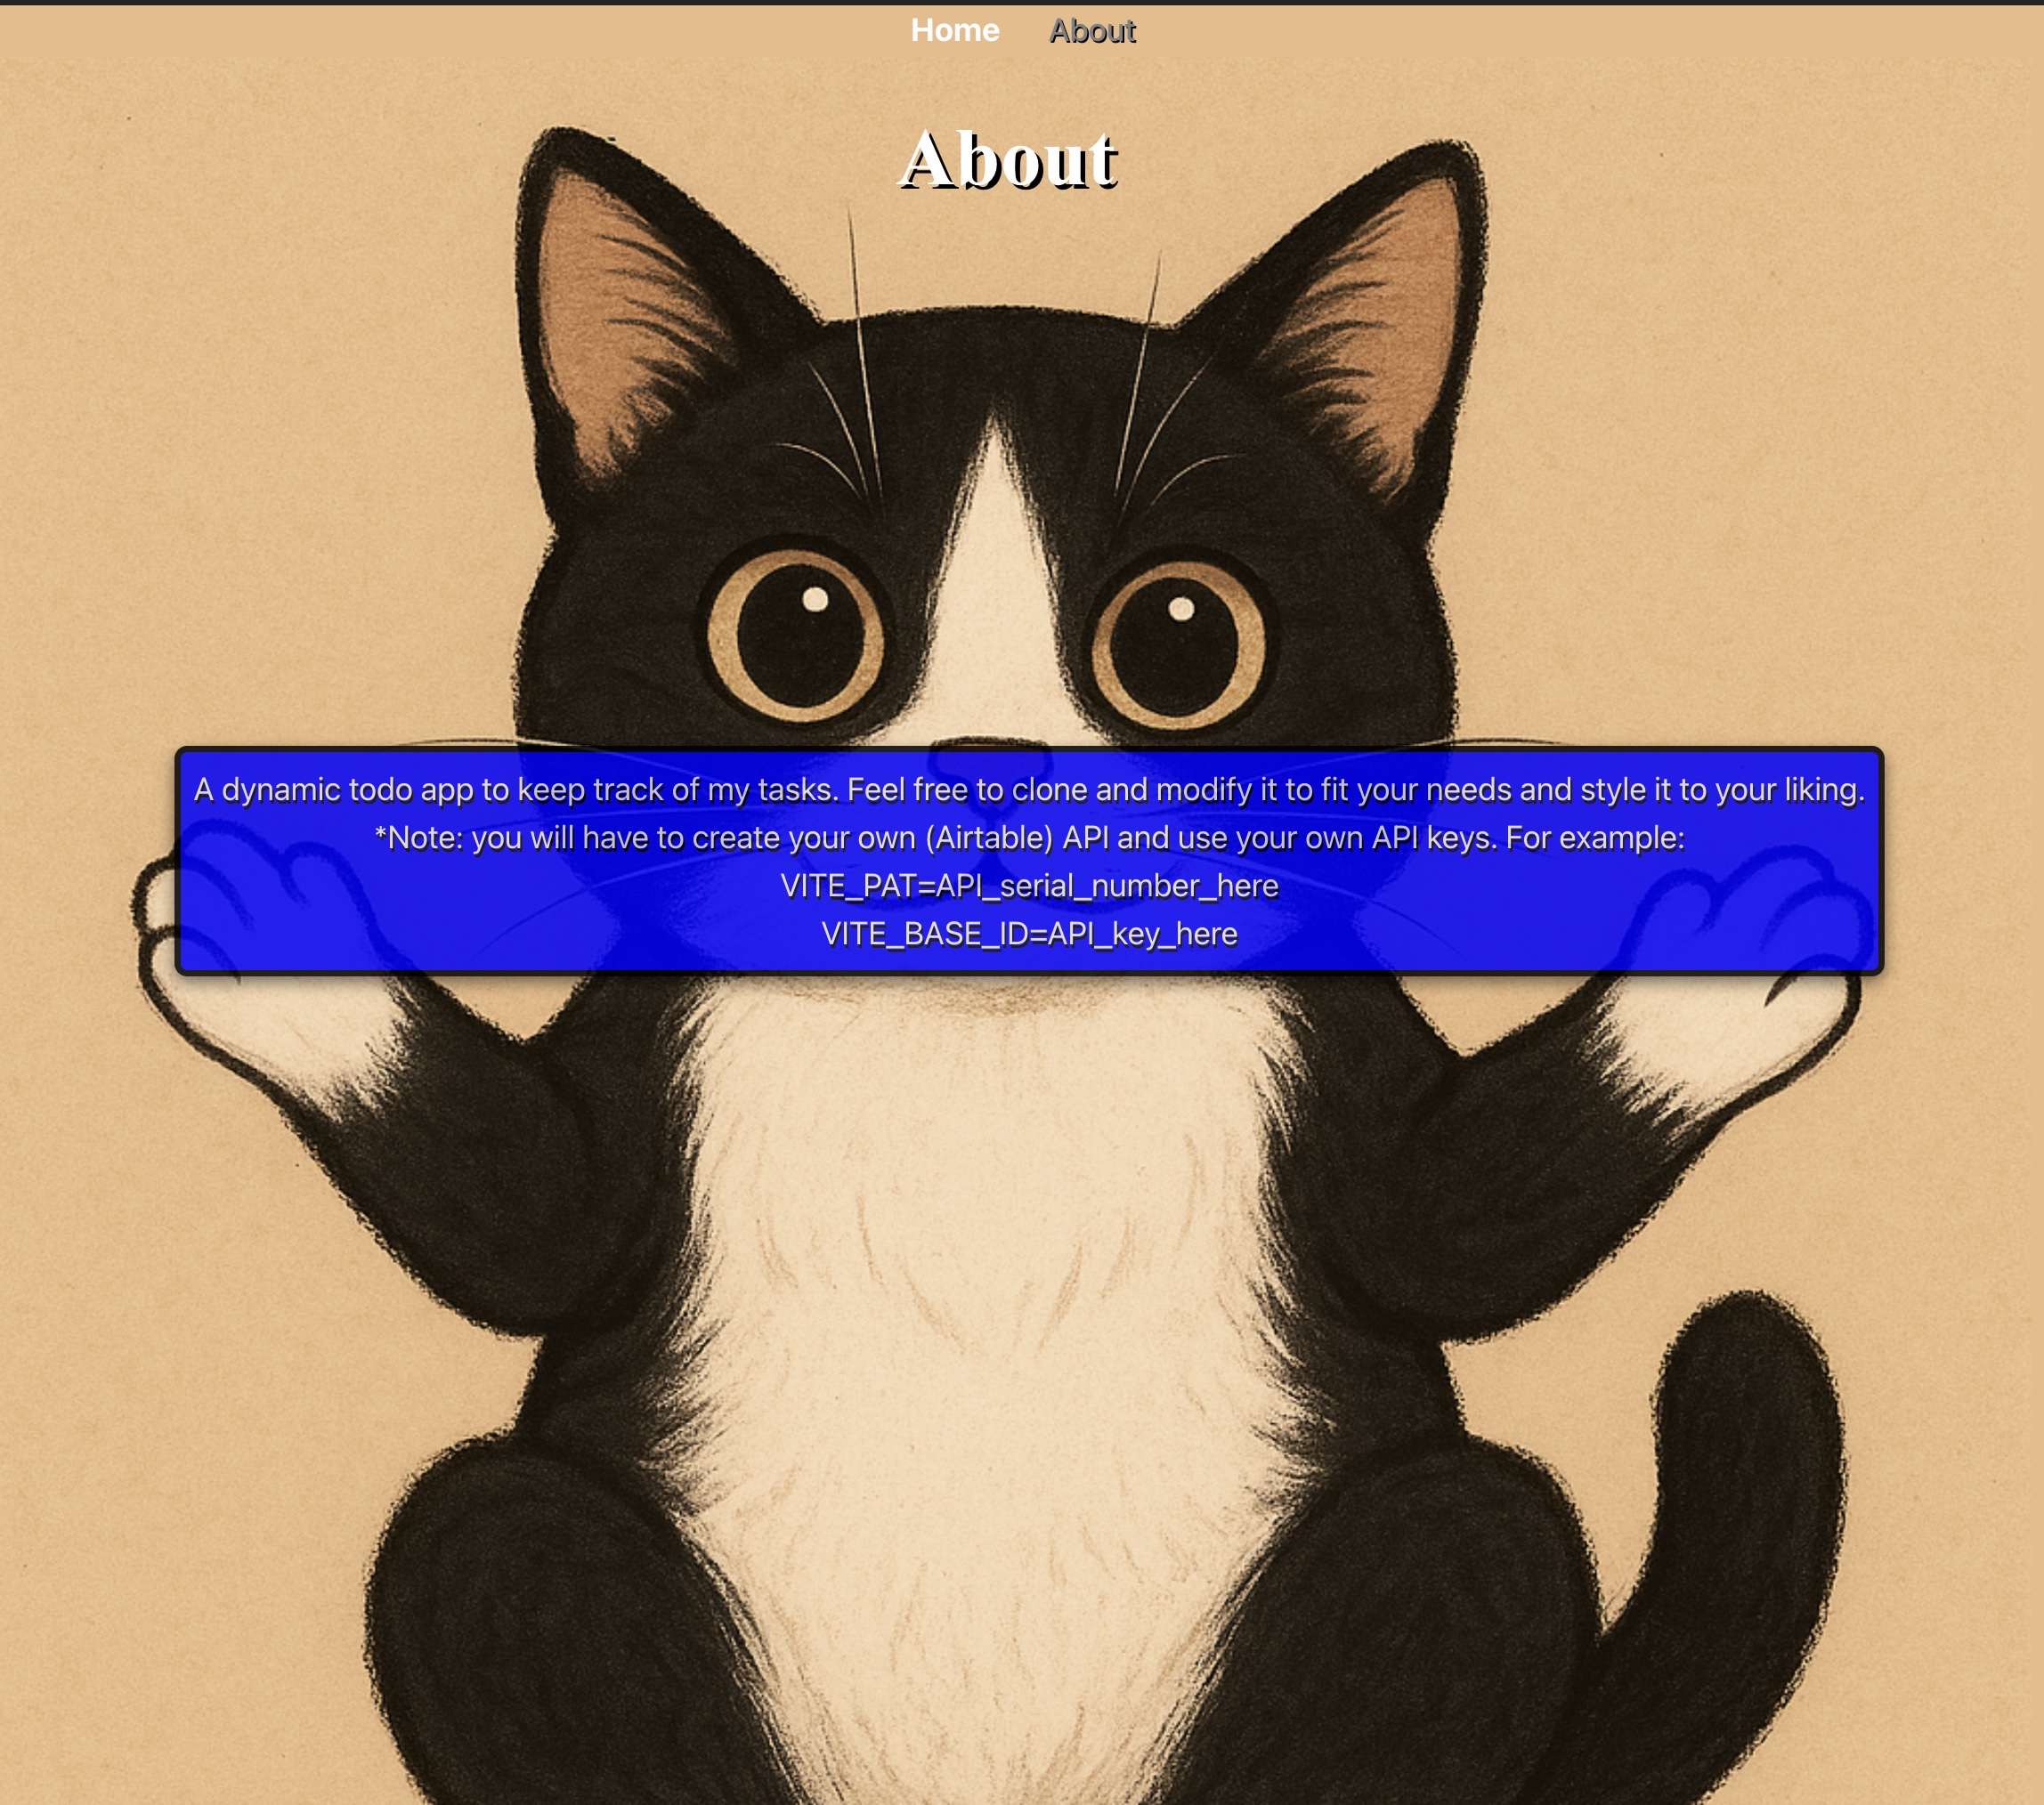 Home About
About
A dynamic todo app to keep track of my tasks. Feel free to clone and modify it to fit your needs and style it to your liking.
*Note: you will have to create your own (Airtable) API and use your own API keys. For example:
VITE_PAT=API_serial_number_here
VITE_BASE_ID=API_key_here